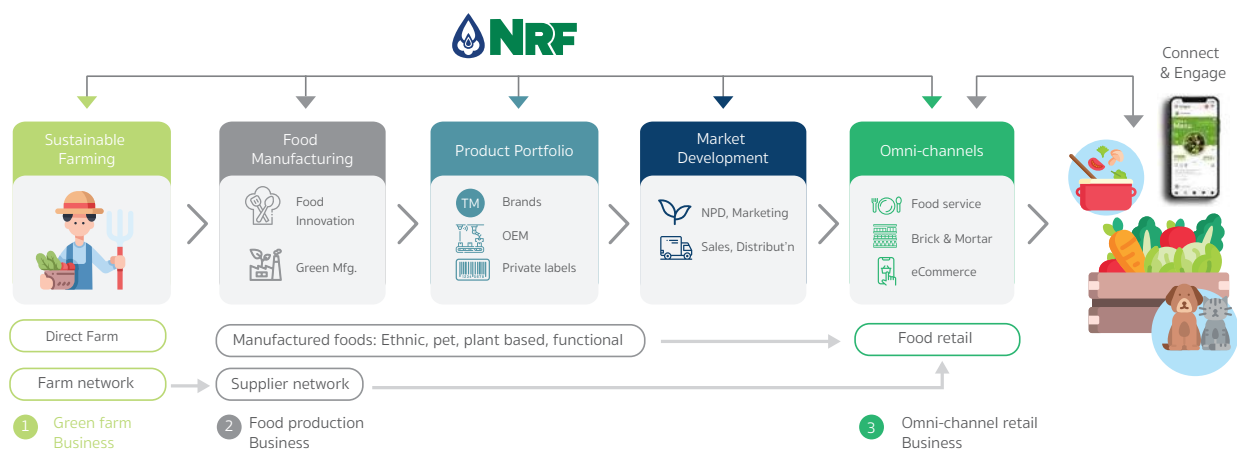 NRF
Connect
& Engage
Sustainable
Farming
Food
Manufacturing
Product Portfolio
Market
Development
Omni-channels
Food
Innovation
Green Mfg.
TM
Brands
OEM
Private labels
NPD, Marketing
Sales, Distribut'n
Food service
Brick & Mortar
eCommerce
Direct Farm
Manufactured foods: Ethnic, pet, plant based, functional
Food retail
Farm network
Supplier network
1
Green farm
Business
2
Food production
Business
3
Omni-channel retail
Business